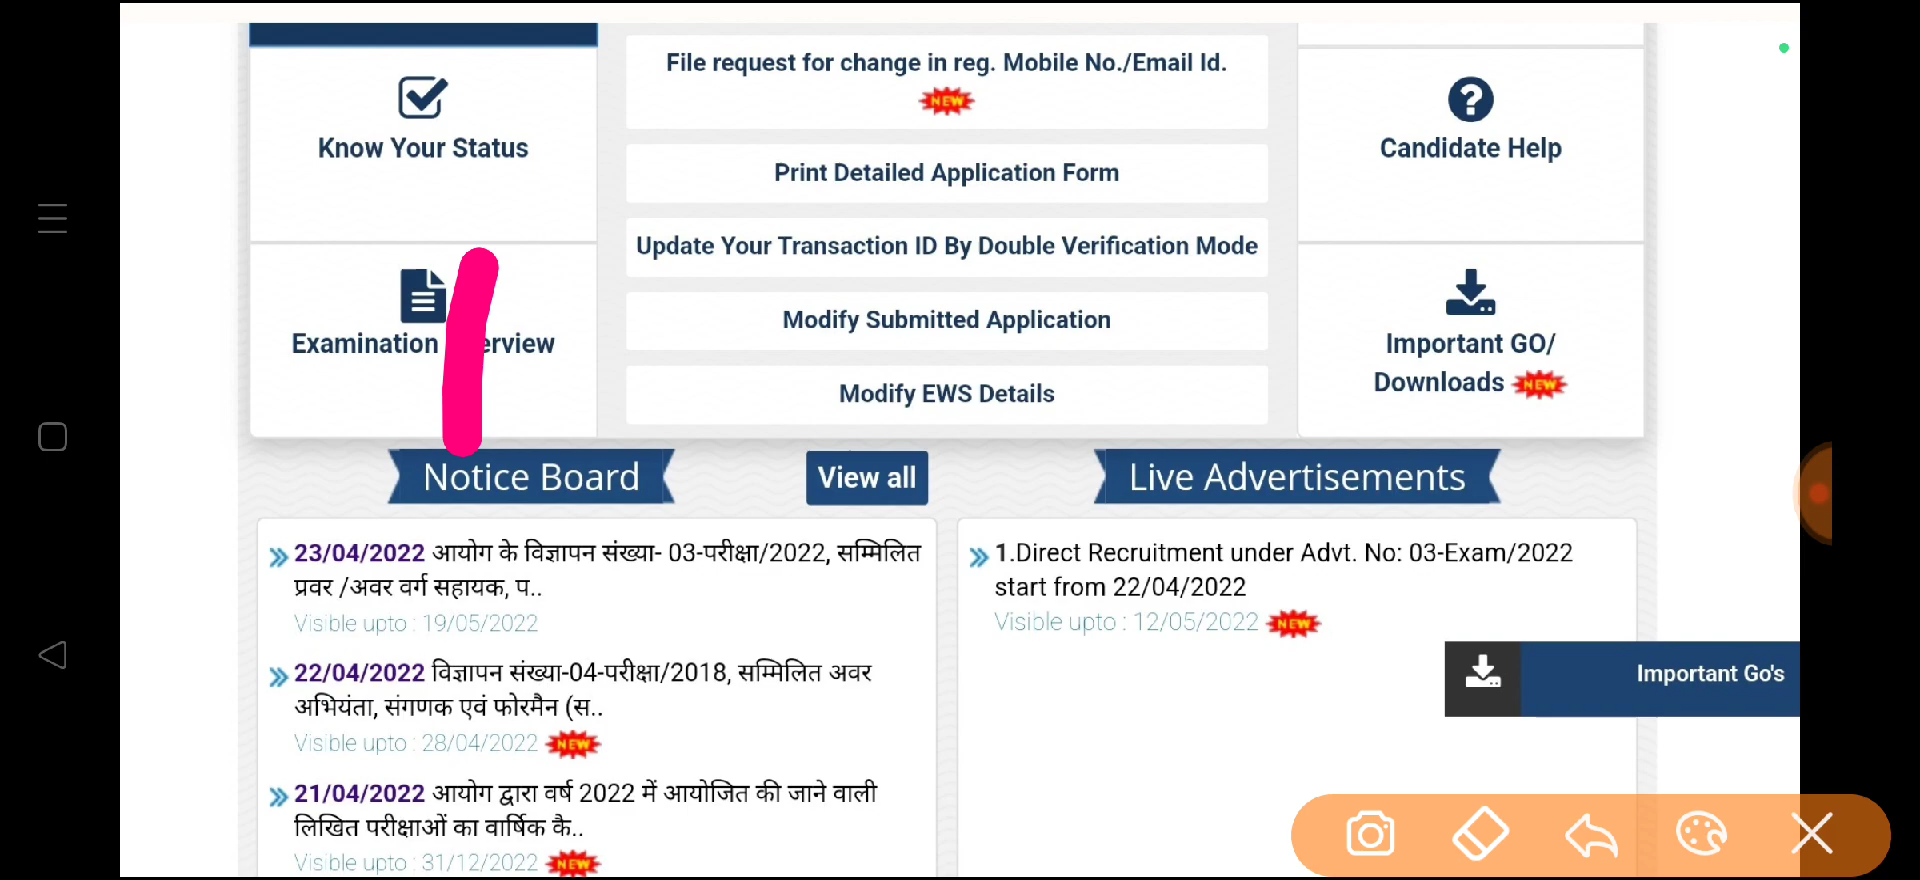 File request for change in reg. Mobile No./Email Id.
NEW
Know Your Status
Print Detailed Application Form
Candidate Help
Update Your Transaction ID By Double Verification Mode
Modify Submitted Application
Examination erview
Important GO/
Downloads NEW
Modify EWS Details
Notice Board
View all
Live Advertisements
23/04/2022 आयोग के विज्ञापन संख्या- 03-परीक्षा/2022, सम्मिलित
प्रवर /अवर वर्ग सहायक, प..
Visible upto : 19/05/2022
22/04/2022 विज्ञापन संख्या-04-परीक्षा/2018, सम्मिलित अवर
अभियंता, संगणक एवं फोरमैन (स..
Visible upto : 28/04/2022 NEW
21/04/2022 आयोग द्वारा वर्ष 2022 में आयोजित की जाने वाली
लिखित परीक्षाओं का वार्षिक कै..
Visible upto : 31/12/2022 NEW
1.Direct Recruitment under Advt. No: 03-Exam/2022
start from 22/04/2022
Visible upto : 12/05/2022 NEW
Important Go's